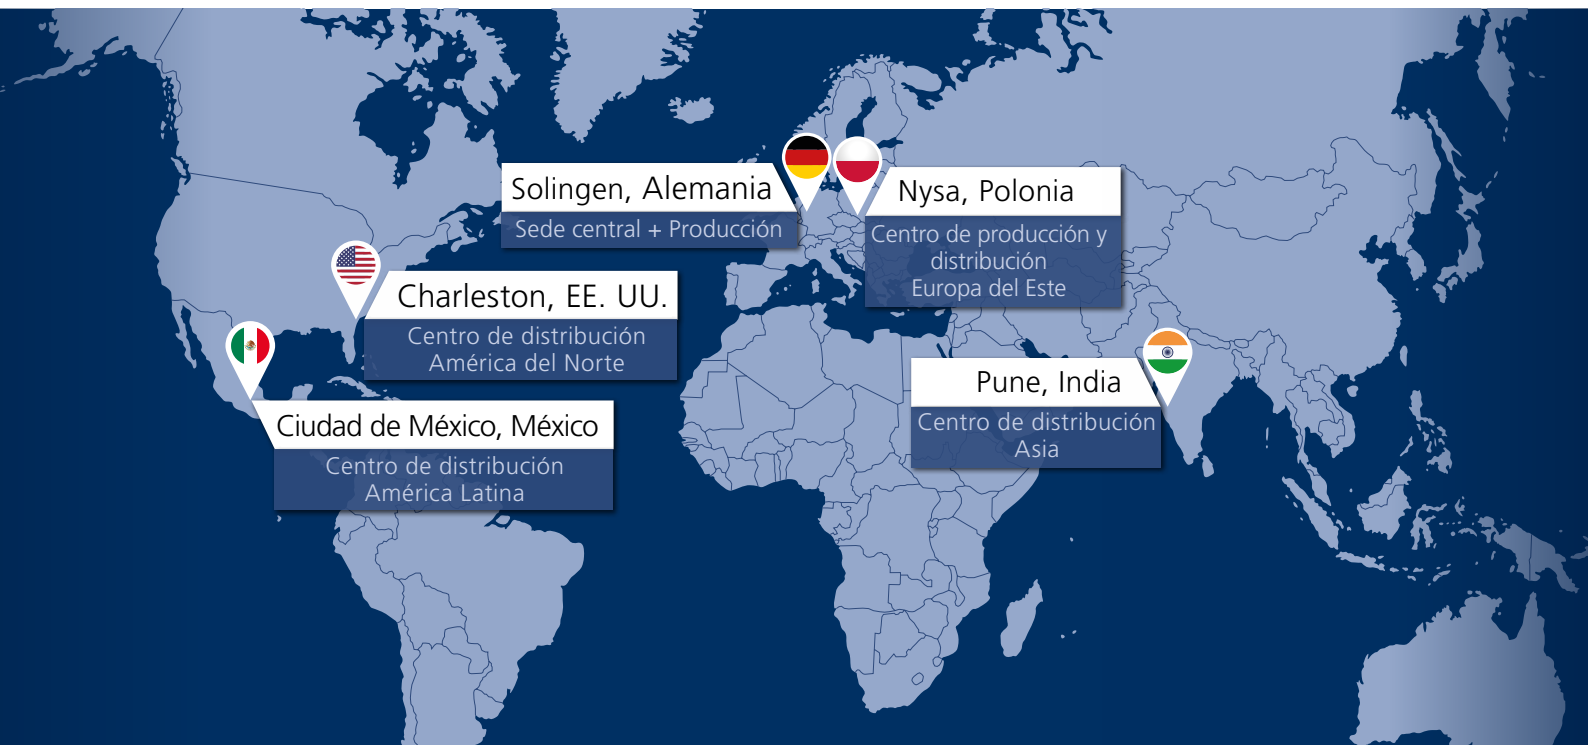 Solingen, Alemania
Sede central + Producción
Nysa, Polonia
Centro de producción y
distribución
Europa del Este
Charleston, EE. UU.
Centro de distribución
América del Norte
Pune, India
Centro de distribución
Asia
Ciudad de México, México
Centro de distribución
América Latina